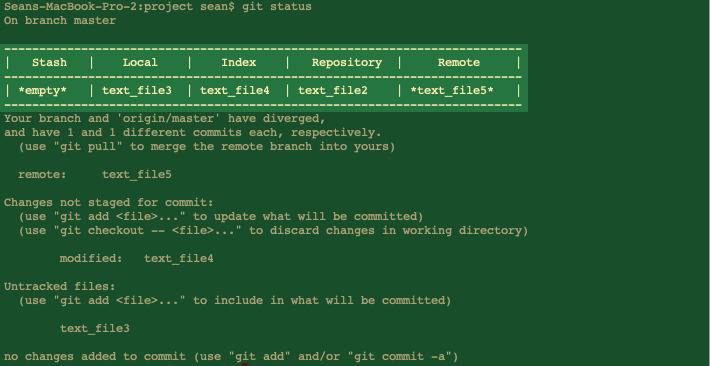 Seans-MacBook-Pro-2:project sean$ git status
On branch master
-------------------------------------------------------------------------
|   Stash   |    Local    |    Index    |   Repository   |     Remote     |
-------------------------------------------------------------------------
| *empty*   | text_file3  | text_file4  | text_file2     | *text_file5*   |
-------------------------------------------------------------------------
Your branch and 'origin/master' have diverged,
and have 1 and 1 different commits each, respectively.
  (use "git pull" to merge the remote branch into yours)
  remote:     text_file5
Changes not staged for commit:
  (use "git add <file>..." to update what will be committed)
  (use "git checkout -- <file>..." to discard changes in working directory)
        modified:   text_file4
Untracked files:
  (use "git add <file>..." to include in what will be committed)
        text_file3
no changes added to commit (use "git add" and/or "git commit -a")